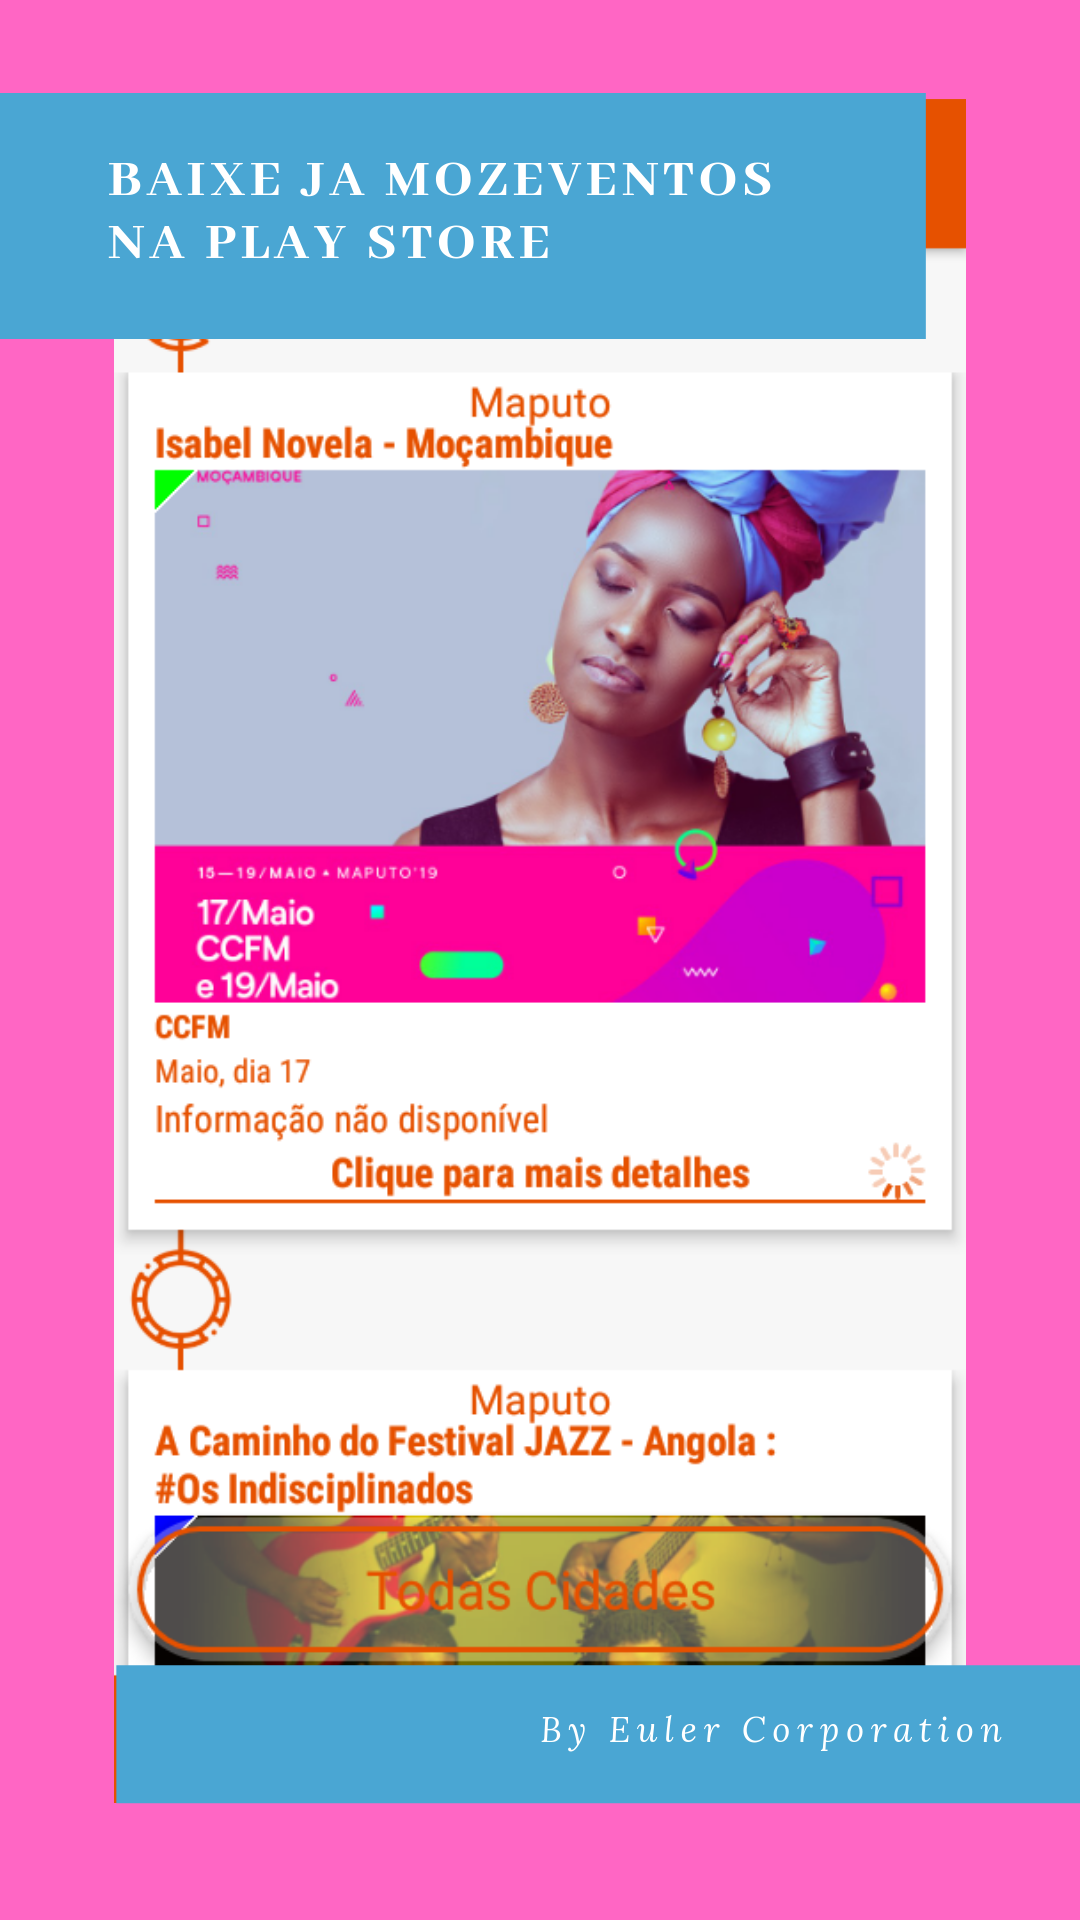 BAIXE JA MOZEVENTOS
NA PLAY STORE
Maputo
Isabel Novela - Moçambique
MOÇAMBIQUE
15—19/MAIO • MAPUTO'19
17/Maio
CCFM
e 19/Maio
CCFM
Maio, dia 17
Informação não disponível
Clique para mais detalhes
Maputo
A Caminho do Festival JAZZ - Angola :
#Os Indisciplinados
Todas Cidades
By Euler Corporation